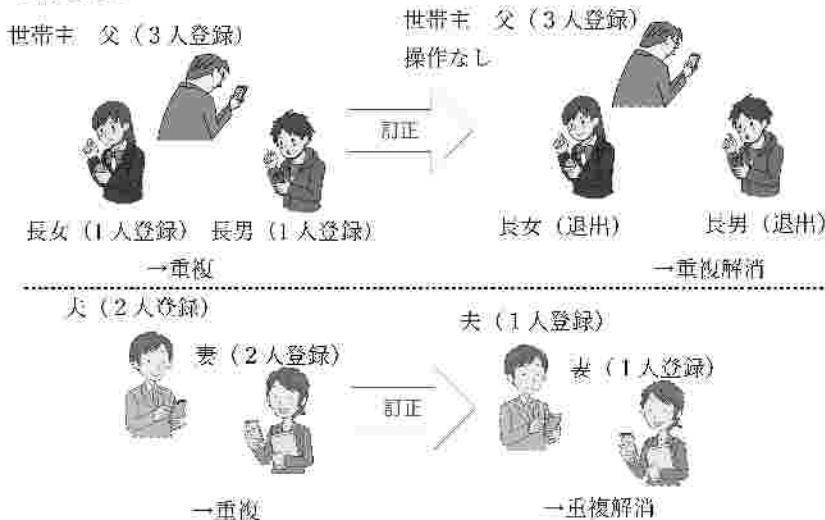 世帯主　父（３人登録）
長女（１人登録）　長男（１人登録）
→重複
訂正
世帯主　父（３人登録）
操作なし
長女（退出）　長男（退出）
→重複解消
夫（２人登録）
妻（２人登録）
→重複
訂正
夫（１人登録）
妻（１人登録）
→重複解消